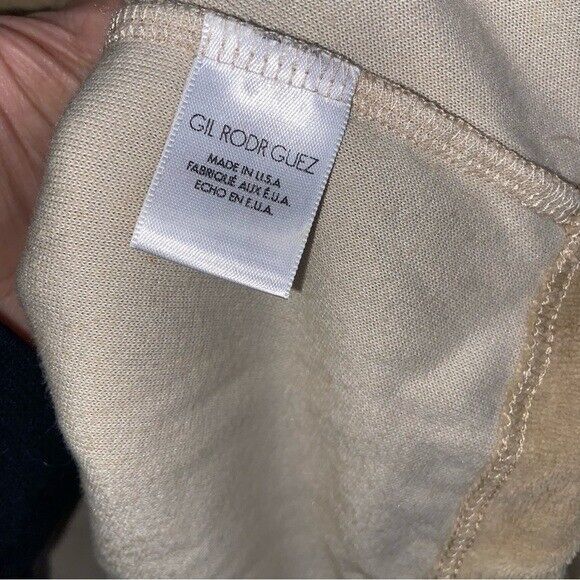 GIL RODR GUEZ
MADE IN U.S.A
FABRIQUÉ AUX É.U.A.
ECHO EN E.U.A.